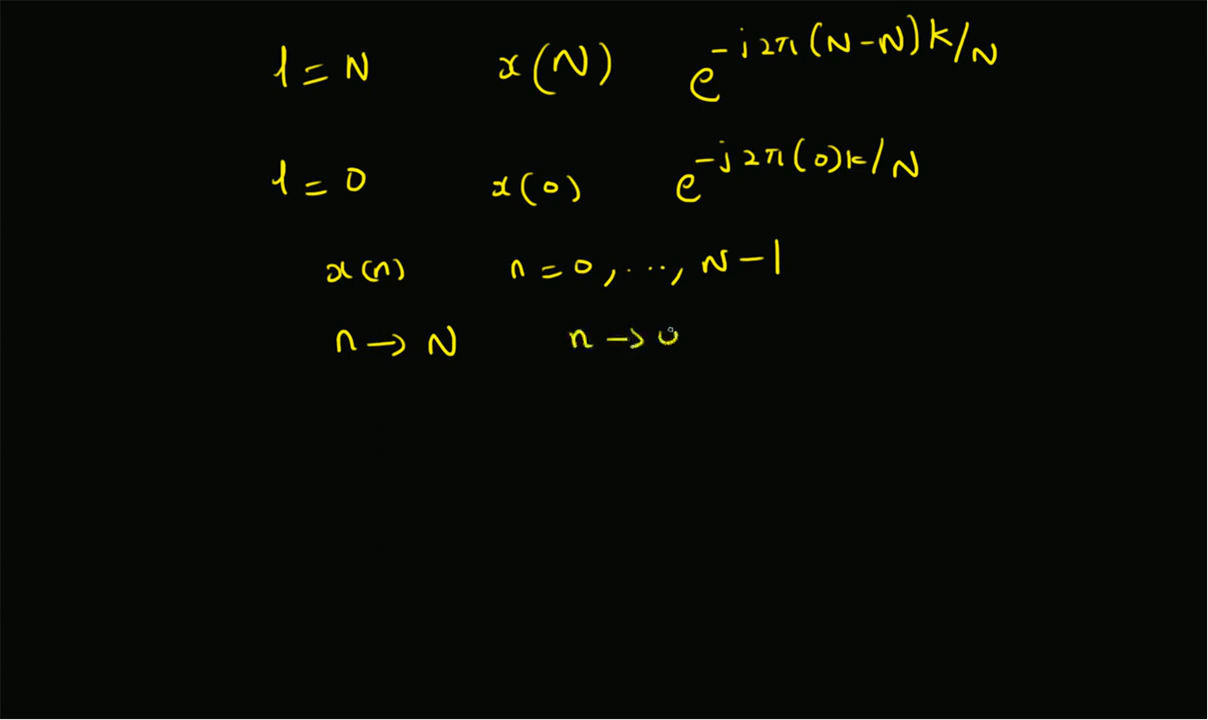 l = N x(N) e^{-j2π(N-N)k/N}
l = 0 x(0) e^{-j2π(0)k/N}
x(n) n = 0, ..., N-1
n → N n → 0